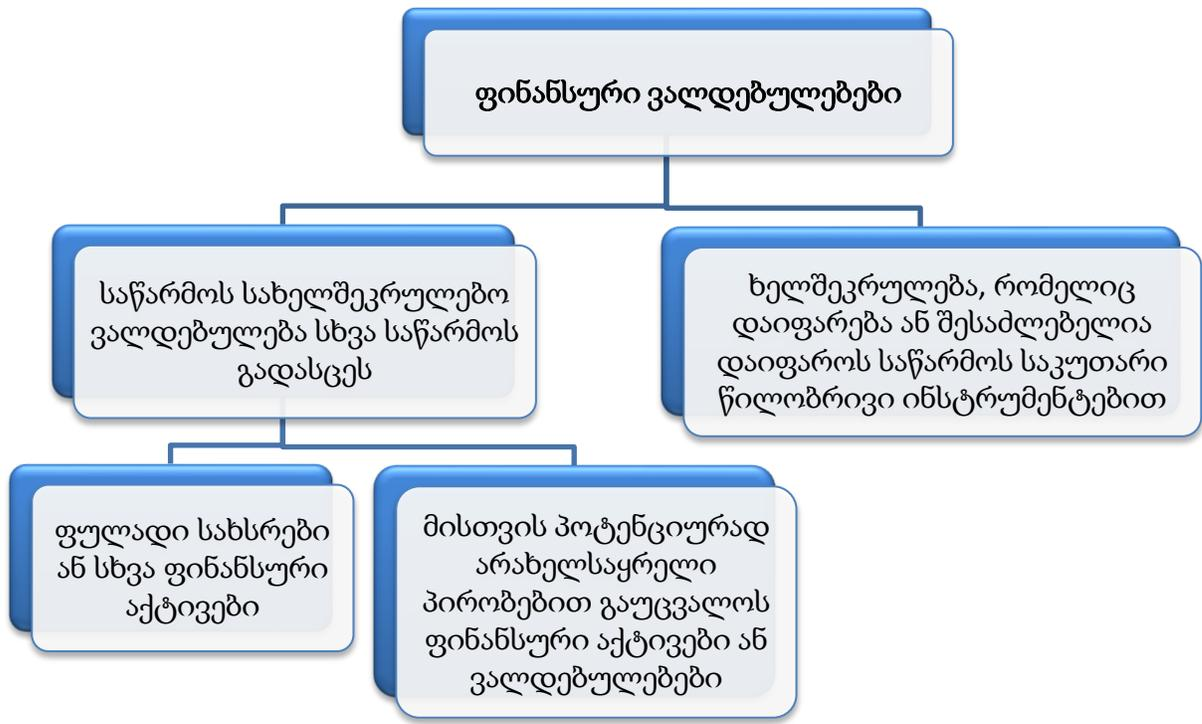 ფინანსური ვალდებულებები
საწარმოს სახელშეკრულებო
ვალდებულება სხვა საწარმოს
გადასცეს
ხელშეკრულება, რომელიც
დაიფარება ან შესაძლებელია
დაიფაროს საწარმოს საკუთარი
წილობრივი ინსტრუმენტებით
ფულადი სახსრები
ან სხვა ფინანსური
აქტივები
მისთვის პოტენციურად
არახელსაყრელი
პირობებით გაუცვალოს
ფინანსური აქტივები ან
ვალდებულებები